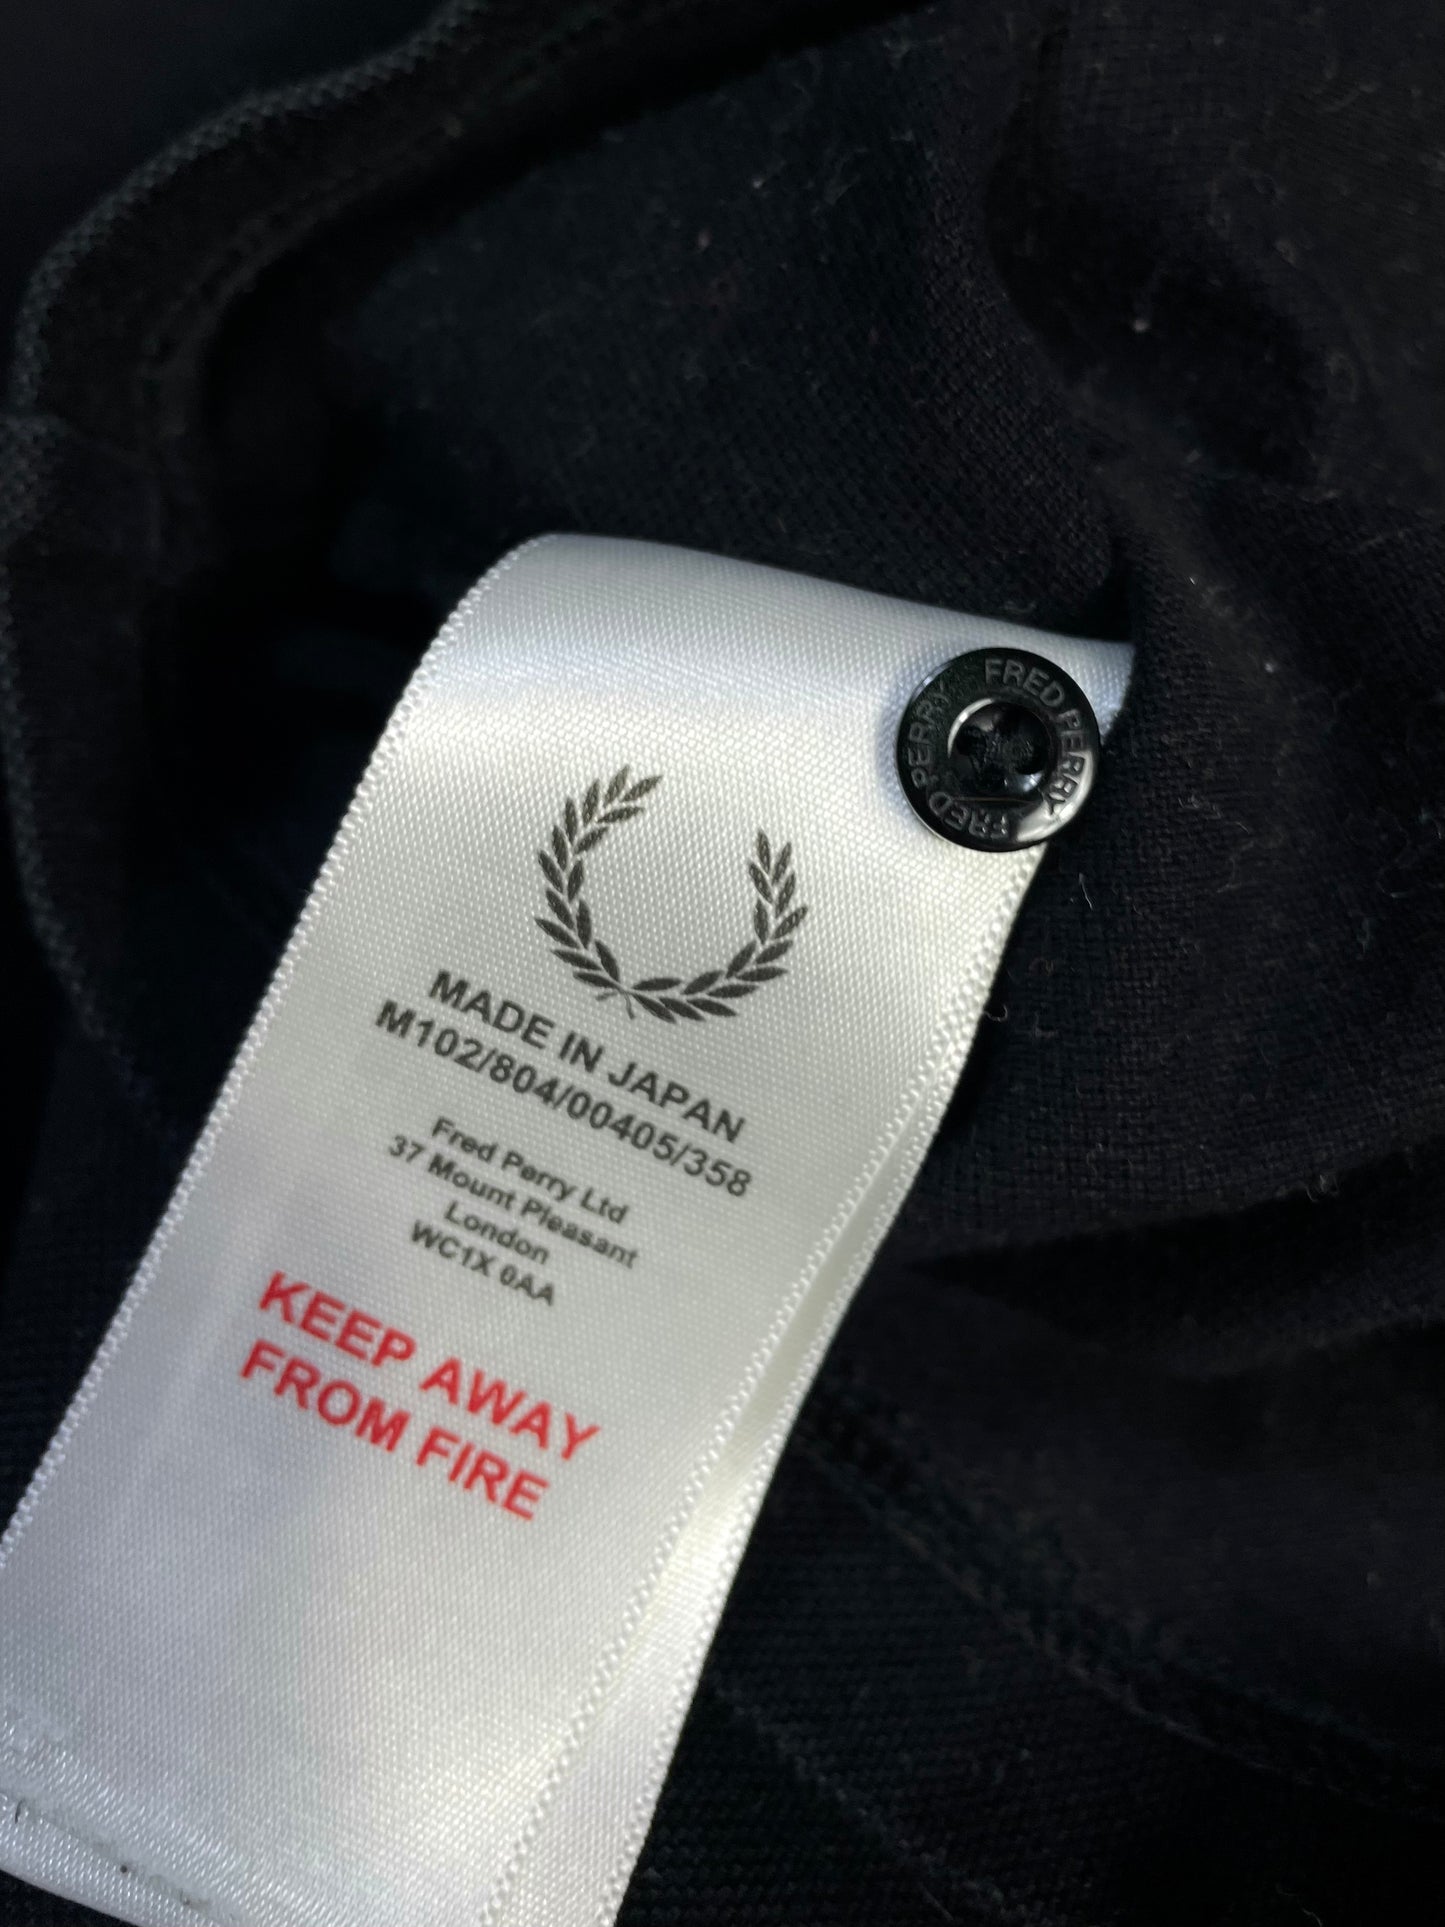 FRED PERRY FRED PERRY
MADE IN JAPAN
M102/804/00405/358
Fred Perry Ltd
37 Mount Pleasant
London
WC1X 0AA
KEEP AWAY
FROM FIRE